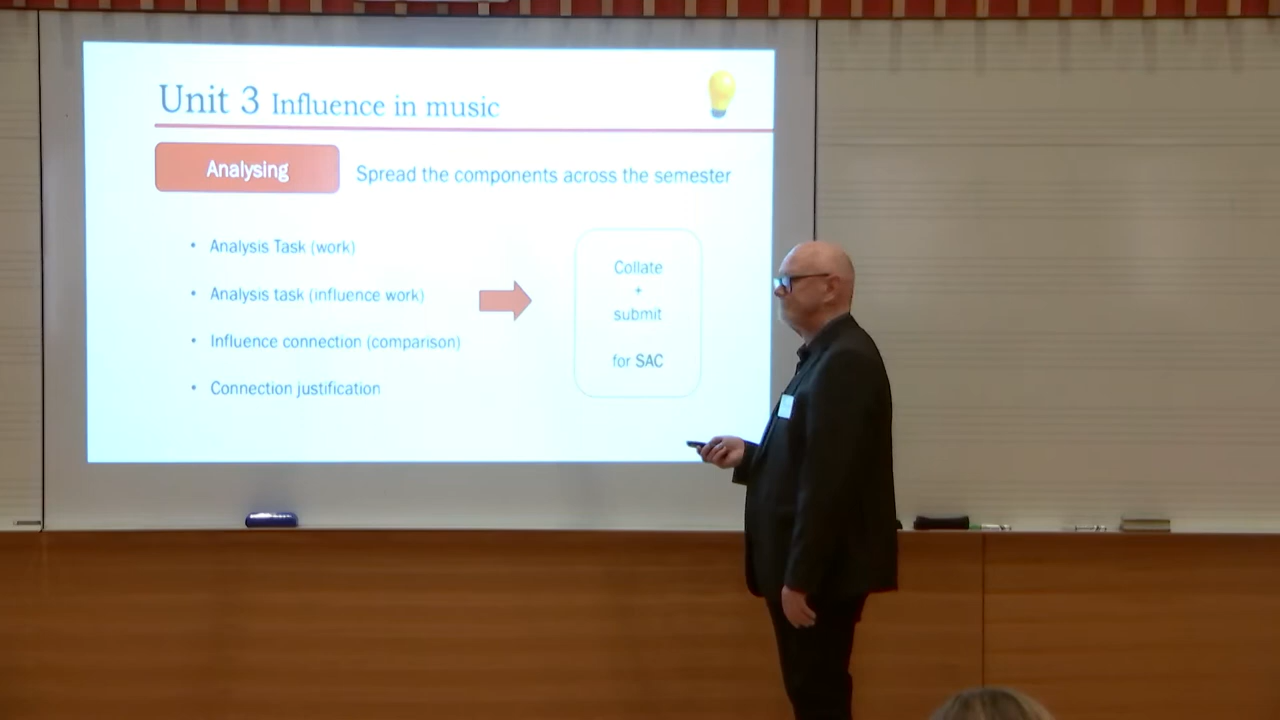 Unit 3 Influence in music
Analysing
Spread the components across the semester
• Analysis Task (work)
• Analysis task (influence work)
• Influence connection (comparison)
• Connection justification
Collate
+
submit
for SAC